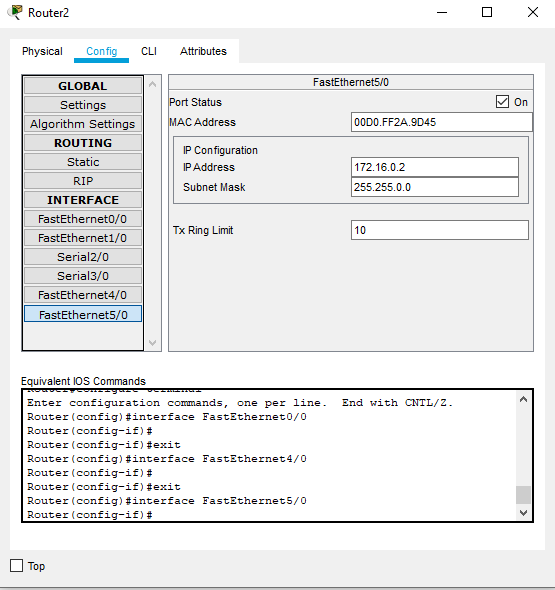 Router2
Physical Config CLI Attributes
GLOBAL
Settings
Algorithm Settings
ROUTING
Static
RIP
INTERFACE
FastEthernet0/0
FastEthernet1/0
Serial2/0
Serial3/0
FastEthernet4/0
FastEthernet5/0
FastEthernet5/0
Port Status On
MAC Address 00D0.FF2A.9D45
IP Configuration
IP Address 172.16.0.2
Subnet Mask 255.255.0.0
Tx Ring Limit 10
Equivalent IOS Commands
Router#configure terminal
Enter configuration commands, one per line.  End with CNTL/Z.
Router(config)#interface FastEthernet0/0
Router(config-if)#
Router(config-if)#exit
Router(config)#interface FastEthernet4/0
Router(config-if)#
Router(config-if)#exit
Router(config)#interface FastEthernet5/0
Router(config-if)#
Top